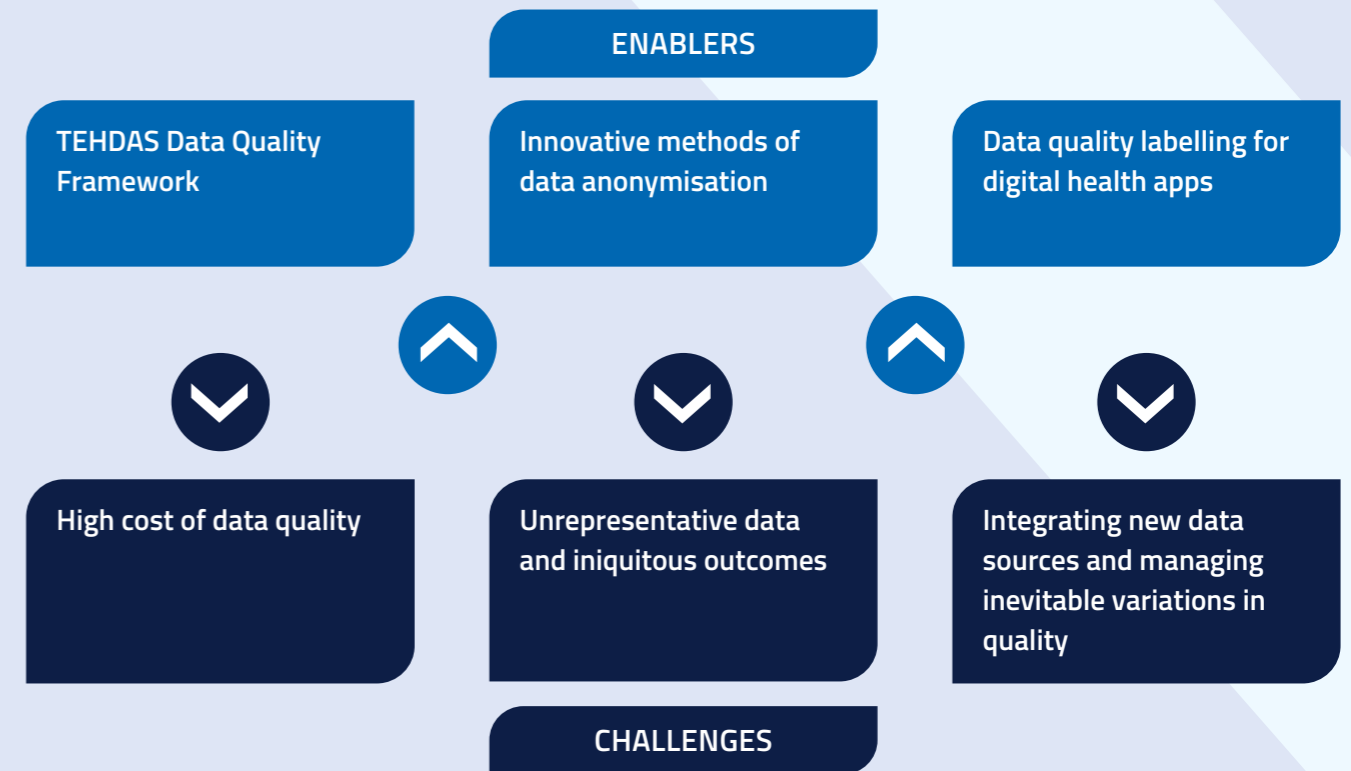 ENABLERS
TEHDAS Data Quality
Framework
Innovative methods of
data anonymisation
Data quality labelling for
digital health apps
High cost of data quality
Unrepresentative data
and iniquitous outcomes
Integrating new data
sources and managing
inevitable variations in
quality
CHALLENGES